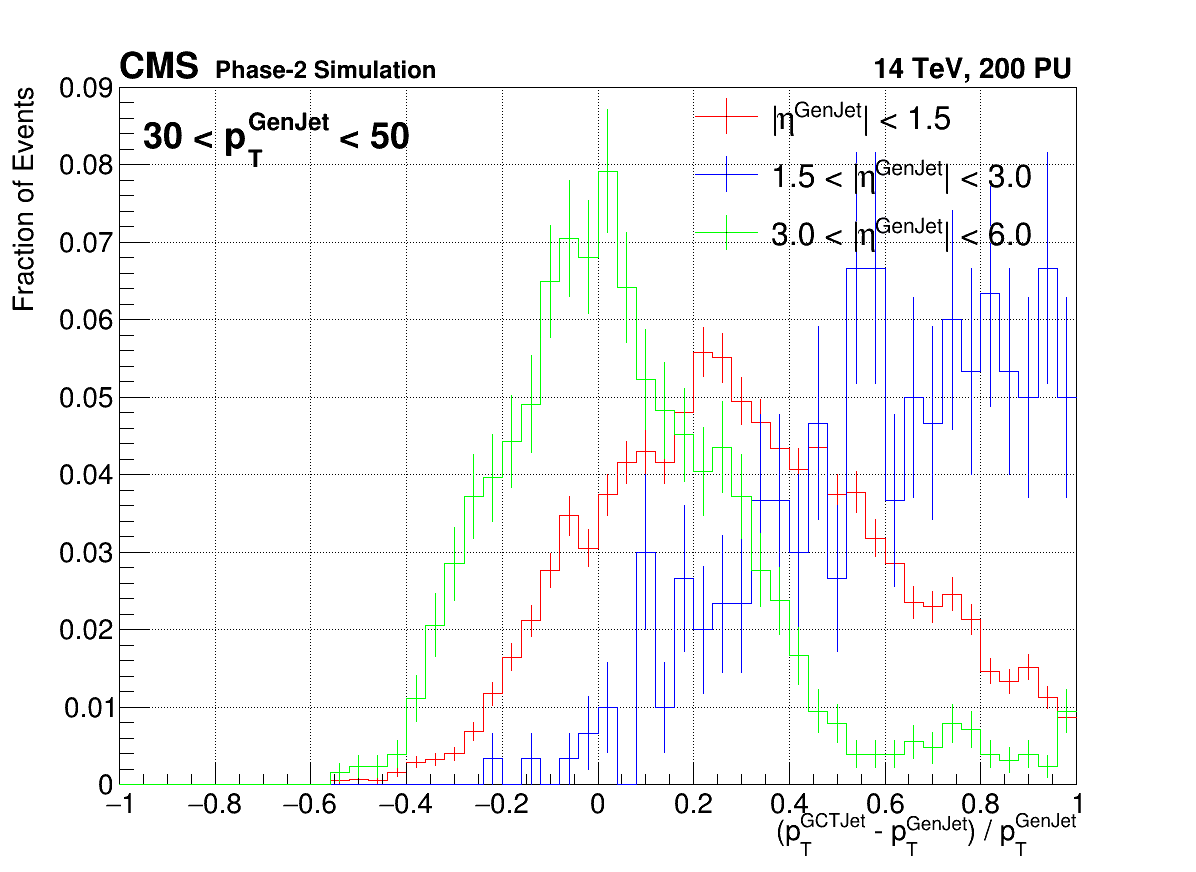 CMS Phase-2 Simulation 14 TeV, 200 PU
Fraction of Events
30 < p_T^GenJet < 50
|η^GenJet| < 1.5
1.5 < |η^GenJet| < 3.0
3.0 < |η^GenJet| < 6.0
0.09
0.08
0.07
0.06
0.05
0.04
0.03
0.02
0.01
0
−1 −0.8 −0.6 −0.4 −0.2 0 0.2 0.4 0.6 0.8 1
(p_T^GCTJet - p_T^GenJet) / p_T^GenJet